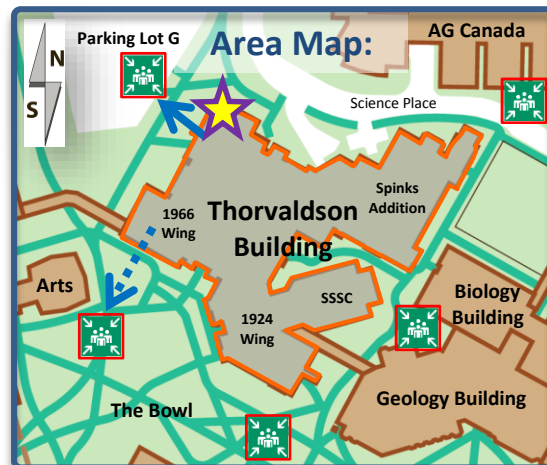 Area Map:
Parking Lot G
AG Canada
N
S
Science Place
Spinks
Addition
1966
Wing
Thorvaldson
Building
Arts
SSSC
1924
Wing
Biology
Building
The Bowl
Geology Building